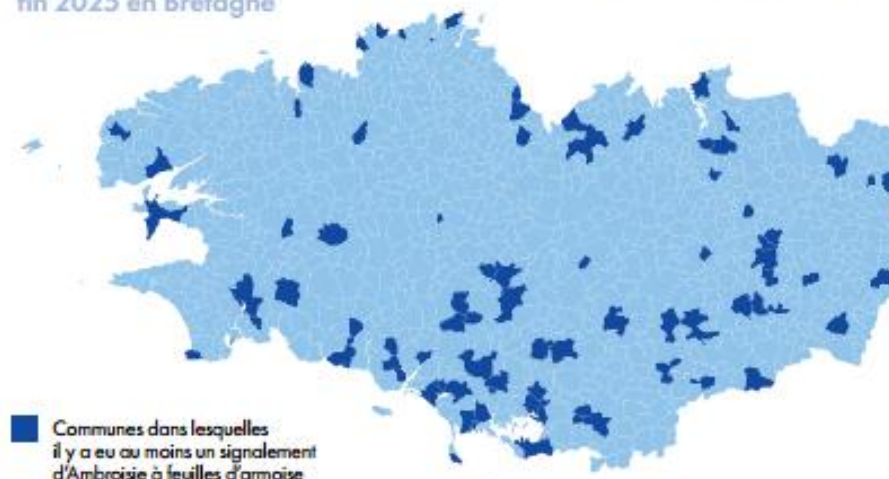 fin 2025 en Bretagne
Communes dans lesquelles
il y a eu au moins un signalement
d'Ambroisie à feuilles d'armoise